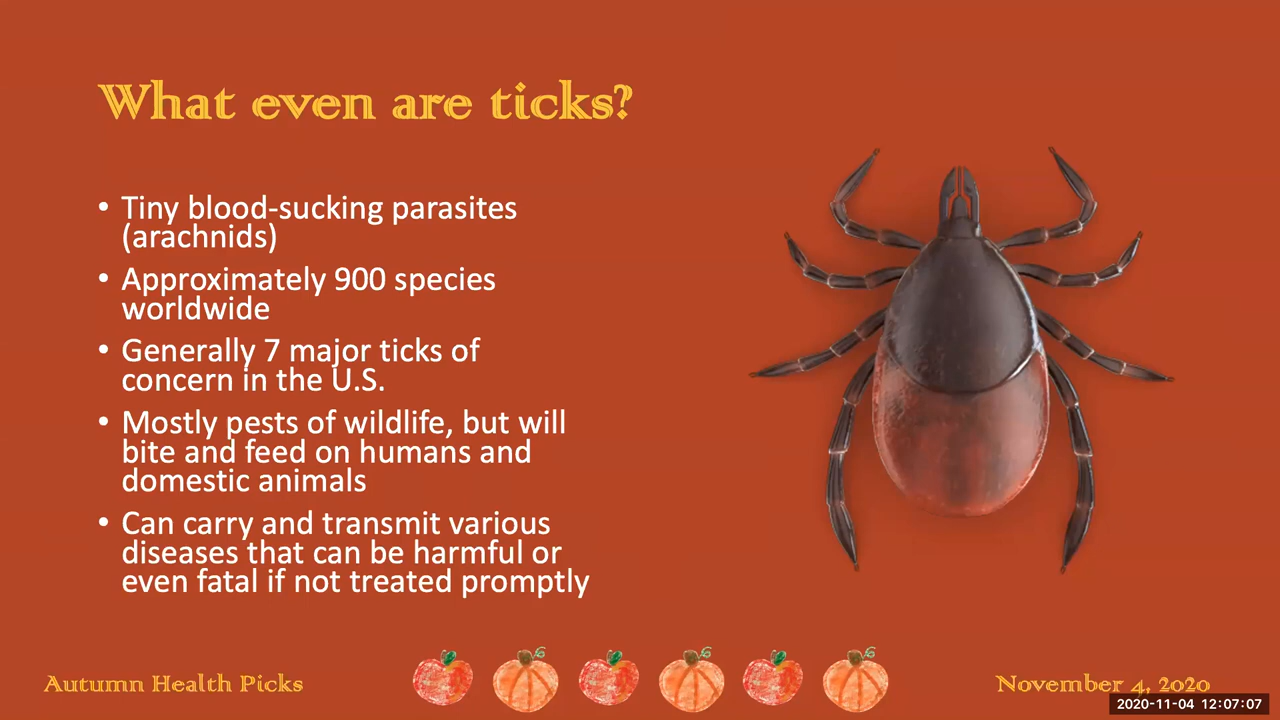 What even are ticks?
• Tiny blood-sucking parasites
(arachnids)
• Approximately 900 species
worldwide
• Generally 7 major ticks of
concern in the U.S.
• Mostly pests of wildlife, but will
bite and feed on humans and
domestic animals
• Can carry and transmit various
diseases that can be harmful or
even fatal if not treated promptly
Autumn Health Picks
November 4, 2020
2020-11-04 12:07:07